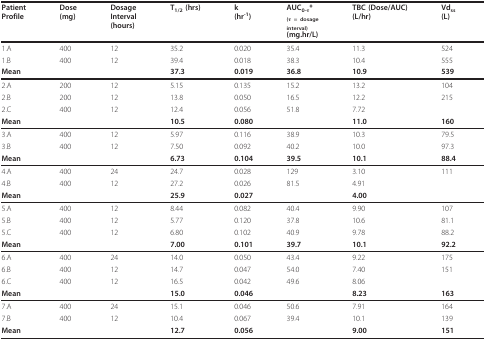 Patient Profile Dose (mg) Dosage Interval (hours) T1/2 (hrs) k (hr-1) AUC0-τ* (τ = dosage interval) (mg.hr/L) TBC (Dose/AUC) (L/hr) Vdss (L)
1.A 400 12 35.2 0.020 35.4 11.3 524
1.B 400 12 39.4 0.018 38.3 10.4 555
Mean 37.3 0.019 36.8 10.9 539
2.A 200 12 5.15 0.135 15.2 13.2 104
2.B 200 12 13.8 0.050 16.5 12.2 215
2.C 400 12 12.4 0.056 51.8 7.72
Mean 10.5 0.080 11.0 160
3.A 400 12 5.97 0.116 38.9 10.3 79.5
3.B 400 12 7.50 0.092 40.2 10.0 97.3
Mean 6.73 0.104 39.5 10.1 88.4
4.A 400 24 24.7 0.028 129 3.10 111
4.B 400 12 27.2 0.026 81.5 4.91
Mean 25.9 0.027 4.00
5.A 400 12 8.44 0.082 40.4 9.90 107
5.B 400 12 5.77 0.120 37.8 10.6 81.1
5.C 400 12 6.80 0.102 40.9 9.78 88.2
Mean 7.00 0.101 39.7 10.1 92.2
6.A 400 24 14.0 0.050 43.4 9.22 175
6.B 400 12 14.7 0.047 54.0 7.40 151
6.C 400 12 16.5 0.042 49.6 8.06
Mean 15.0 0.046 8.23 163
7.A 400 24 15.1 0.046 50.6 7.91 164
7.B 400 12 10.4 0.067 39.4 10.1 139
Mean 12.7 0.056 9.00 151